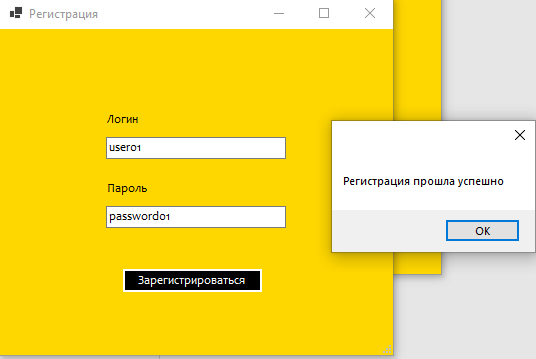 Регистрация
Логин
user01
Пароль
password01
Зарегистрироваться
Регистрация прошла успешно
OK